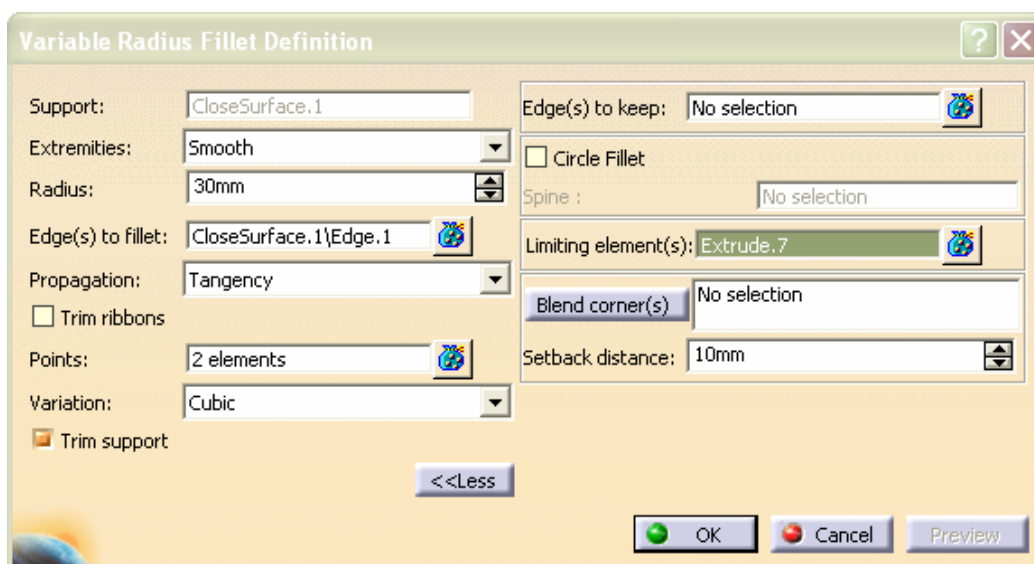 Variable Radius Fillet Definition
?
Support: CloseSurface.1
Extremities: Smooth
Radius: 30mm
Edge(s) to fillet: CloseSurface.1\Edge.1
Propagation: Tangency
Trim ribbons
Points: 2 elements
Variation: Cubic
Trim support
<<Less
Edge(s) to keep: No selection
Circle Fillet
Spine : No selection
Limiting element(s): Extrude.7
Blend corner(s) No selection
Setback distance: 10mm
OK Cancel Preview